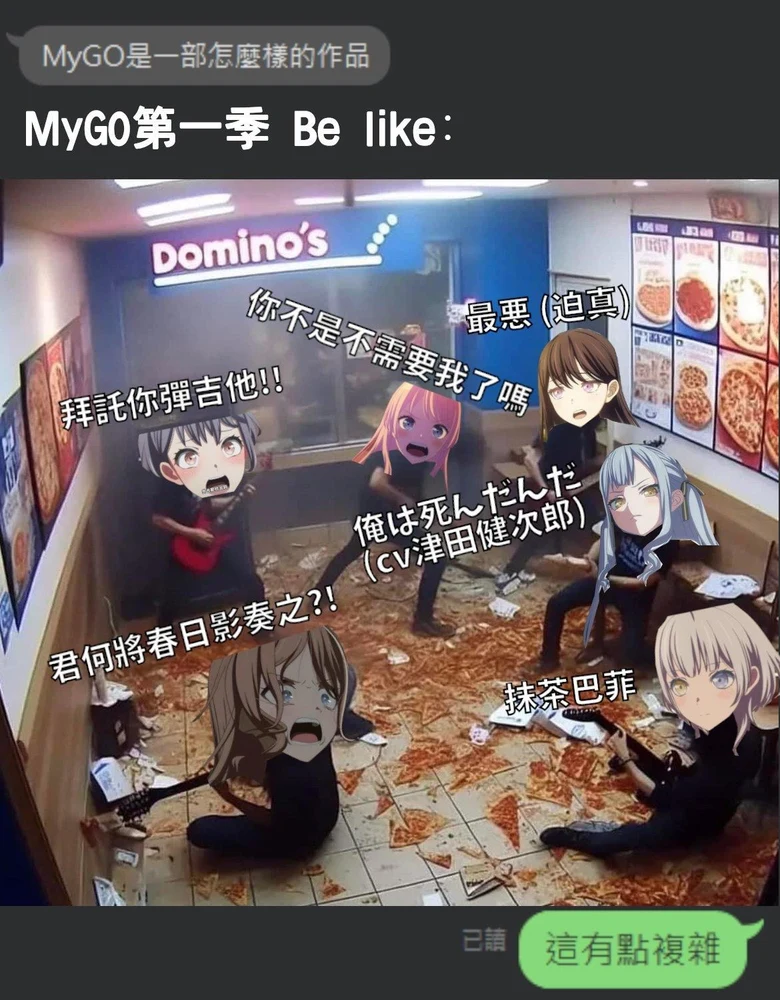 MyGO是一部怎麼樣的作品
MyGO第一季 Be like:
Domino's
你不是不需要我了嗎
最悪 (迫真)
拜託你彈吉他!!
俺は死んだんだ
(cv津田健次郎)
君何將春日影奏之?!
抹茶巴菲
已讀
這有點複雜